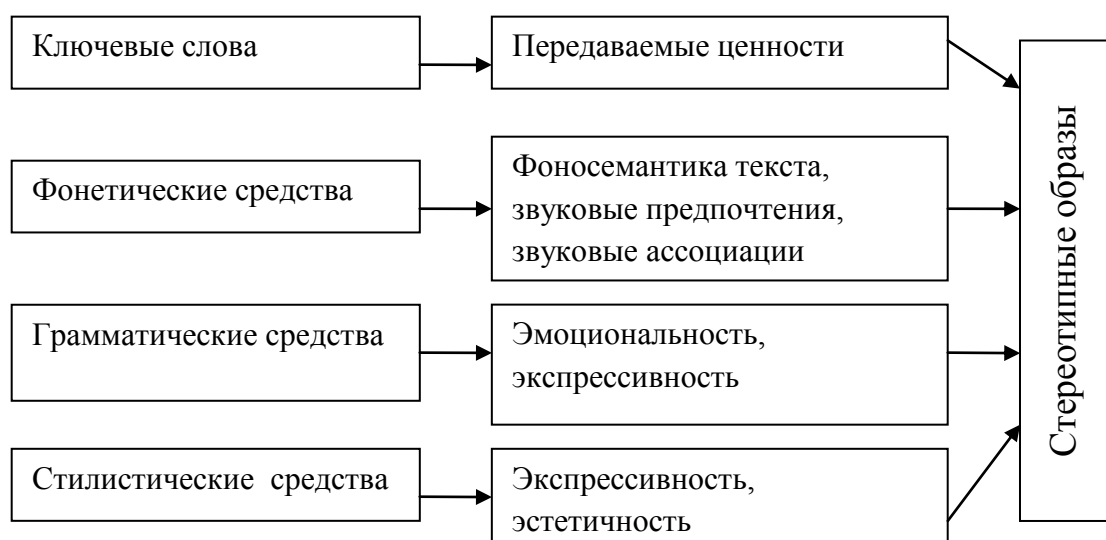 Ключевые слова
Передаваемые ценности
Фонетические средства
Фоносемантика текста,
звуковые предпочтения,
звуковые ассоциации
Грамматические средства
Эмоциональность,
экспрессивность
Стилистические средства
Экспрессивность,
эстетичность
Стереотипные образы